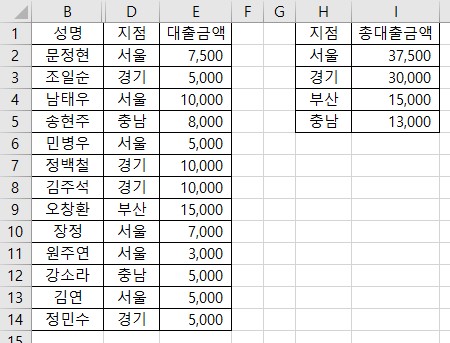 B D E F G H I
1 성명 지점 대출금액 지점 총대출금액
2 문정현 서울 7,500 서울 37,500
3 조일순 경기 5,000 경기 30,000
4 남태우 서울 10,000 부산 15,000
5 송현주 충남 8,000 충남 13,000
6 민병우 서울 5,000
7 정백철 경기 10,000
8 김주석 경기 10,000
9 오창환 부산 15,000
10 장정 서울 7,000
11 원주연 서울 3,000
12 강소라 충남 5,000
13 김연 서울 5,000
14 정민수 경기 5,000
15